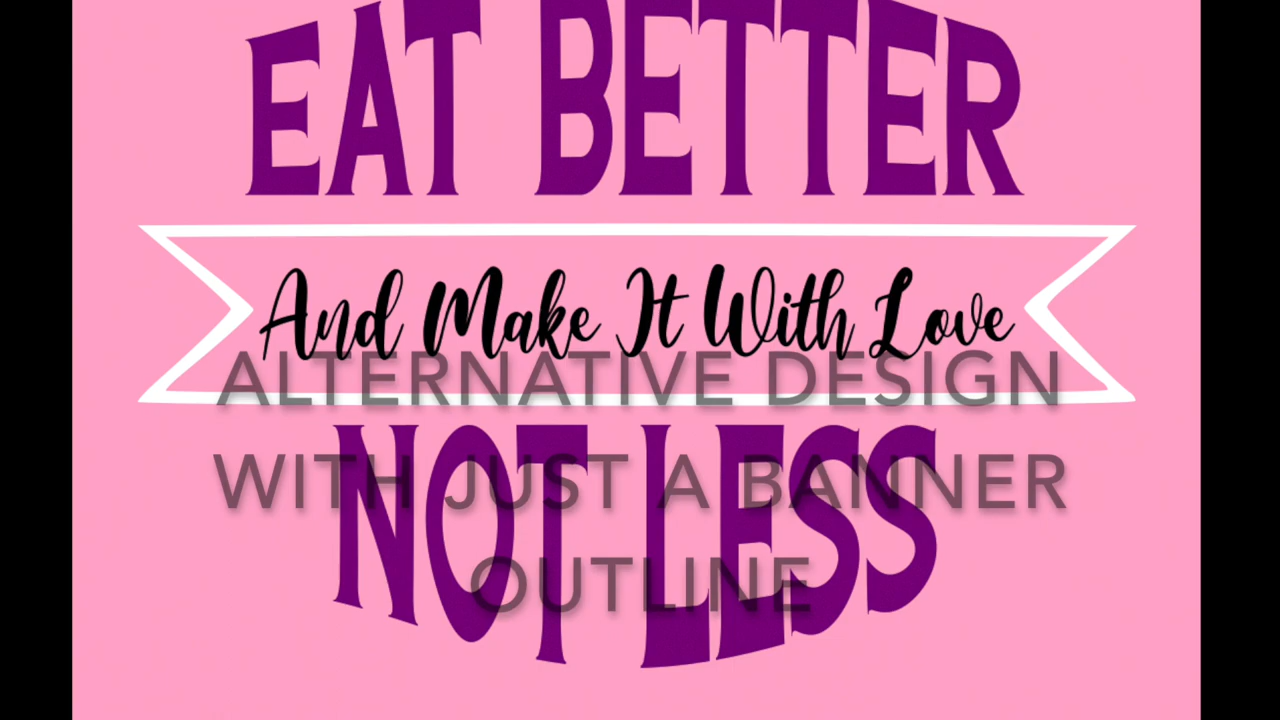 EAT BETTER
And Make It With Love
ALTERNATIVE DESIGN
WITH JUST A BANNER
NOT LESS
OUTLINE